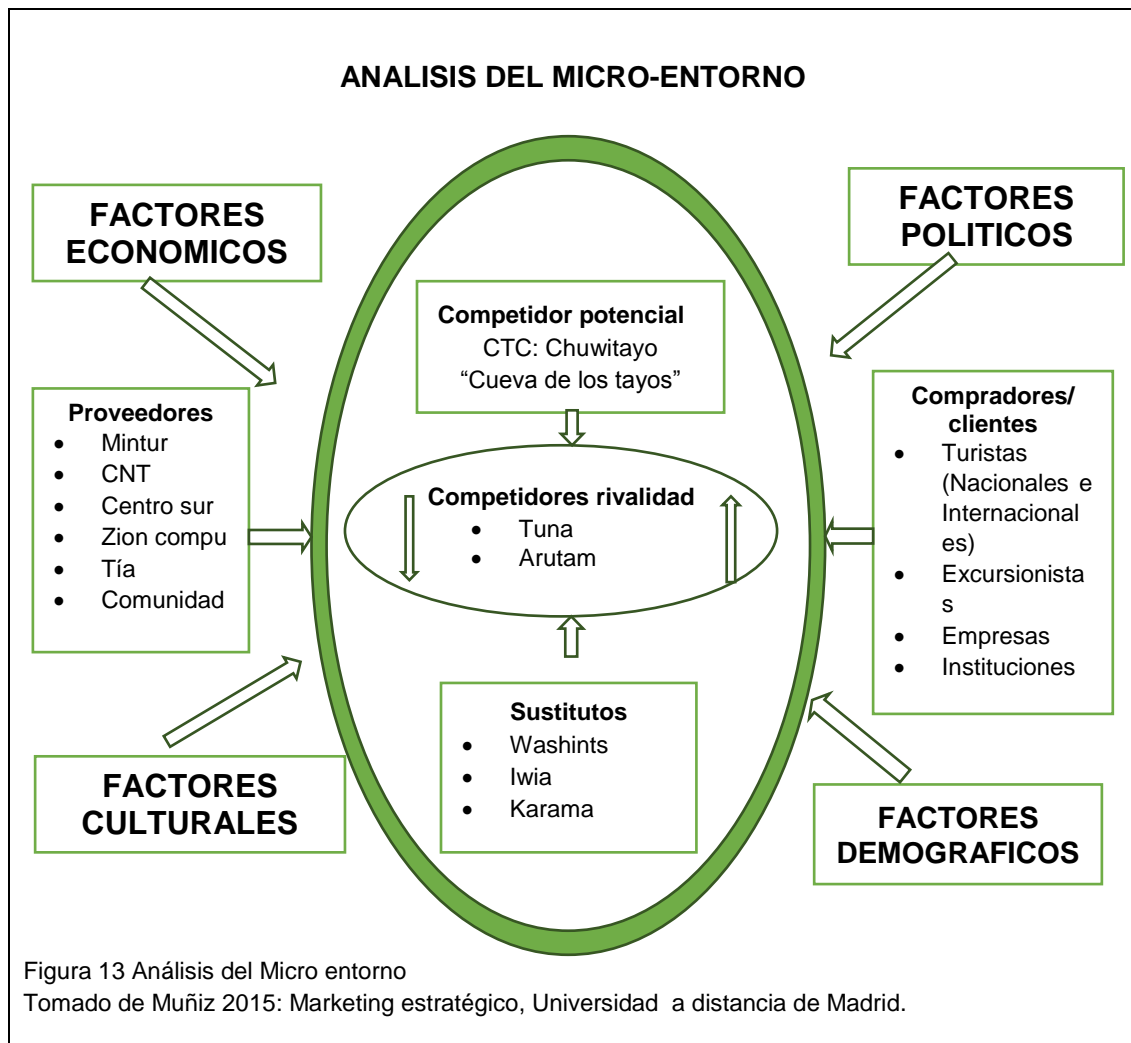 ANALISIS DEL MICRO-ENTORNO
FACTORES
ECONOMICOS
FACTORES
POLITICOS
Competidor potencial
CTC: Chuwitayo
“Cueva de los tayos”
Proveedores
• Mintur
• CNT
• Centro sur
• Zion compu
• Tía
• Comunidad
Competidores rivalidad
• Tuna
• Arutam
Compradores/
clientes
• Turistas
(Nacionales e
Internacional
es)
• Excursionista
s
• Empresas
• Instituciones
Sustitutos
• Washints
• Iwia
• Karama
FACTORES
CULTURALES
FACTORES
DEMOGRAFICOS
Figura 13 Análisis del Micro entorno
Tomado de Muñiz 2015: Marketing estratégico, Universidad a distancia de Madrid.